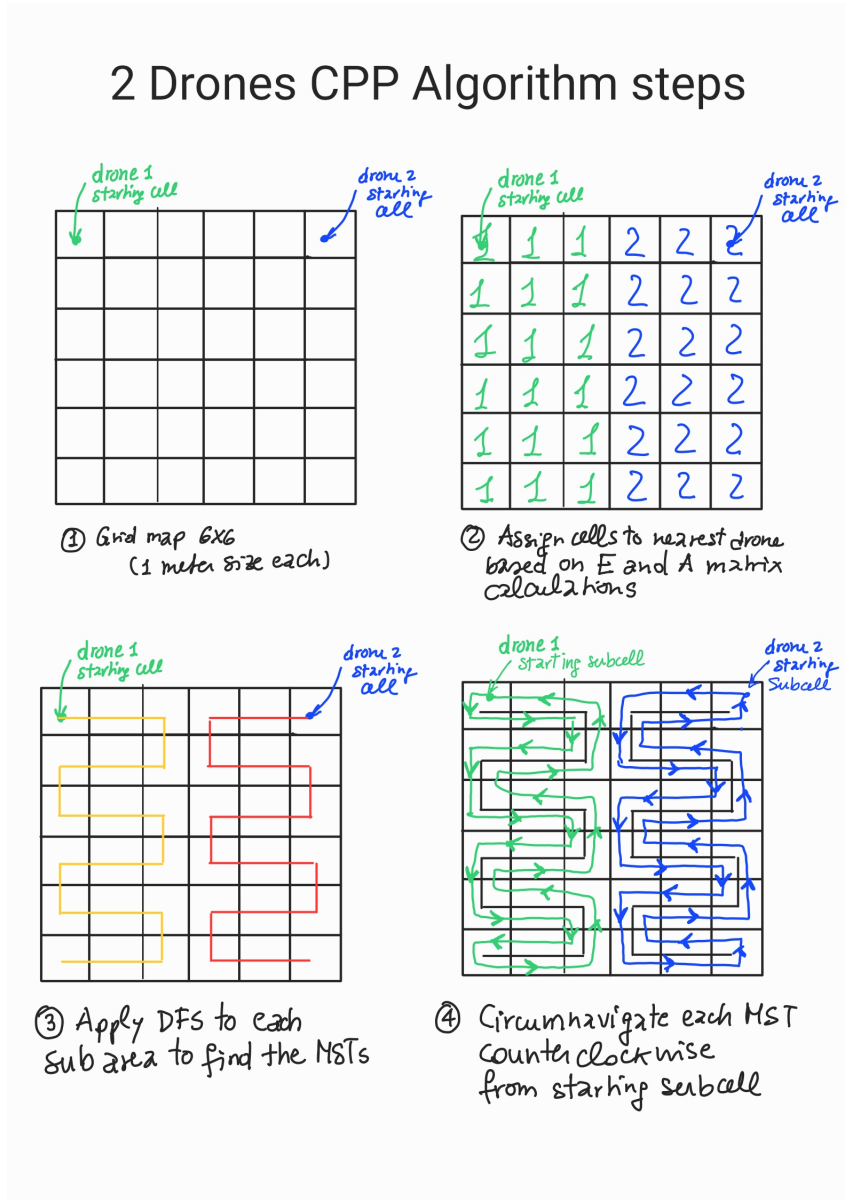 2 Drones CPP Algorithm steps
drone 1
starting cell
drone 2
starting
cell
drone 1
starting cell
drone 2
starting
cell
1 1 1 2 2 2
1 1 1 2 2 2
1 1 1 2 2 2
1 1 1 2 2 2
1 1 1 2 2 2
1 1 1 2 2 2
① Grid map 6x6
(1 meter size each)
② Assign cells to nearest drone
based on E and A matrix
calculations
drone 1
starting cell
drone 2
starting
cell
drone 1
starting subcell
drone 2
starting
Subcell
③ Apply DFS to each
sub area to find the MSTs
④ Circumnavigate each MST
counterclockwise
from starting subcell